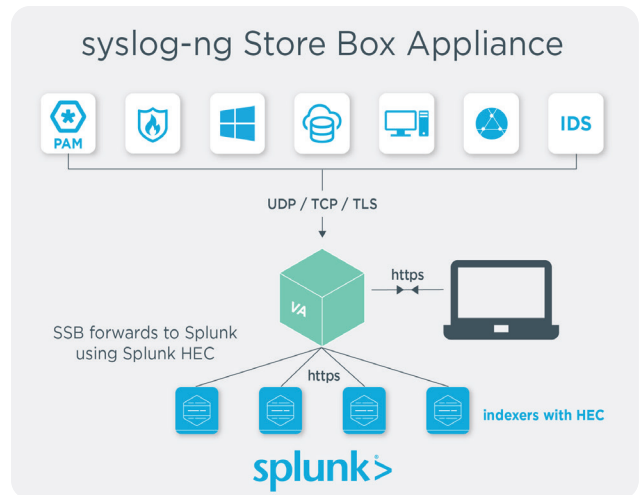 syslog-ng Store Box Appliance
PAM
IDS
UDP / TCP / TLS
https
VA
SSB forwards to Splunk
using Splunk HEC
https
indexers with HEC
splunk>